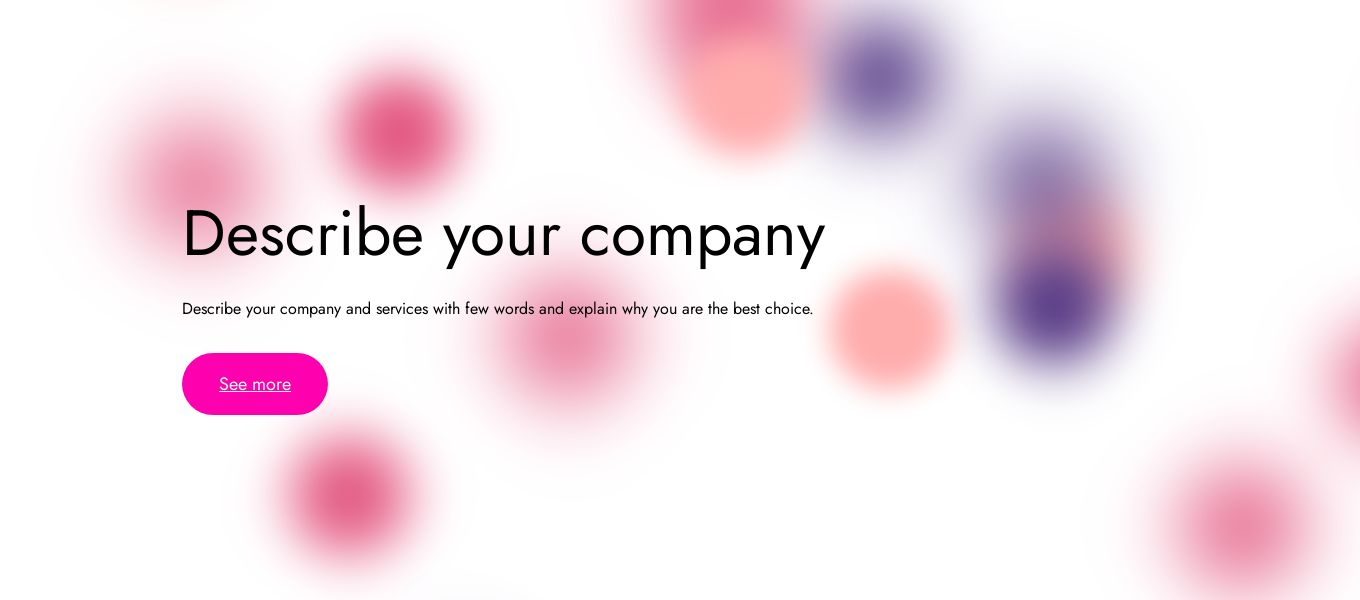 Describe your company
Describe your company and services with few words and explain why you are the best choice.
See more